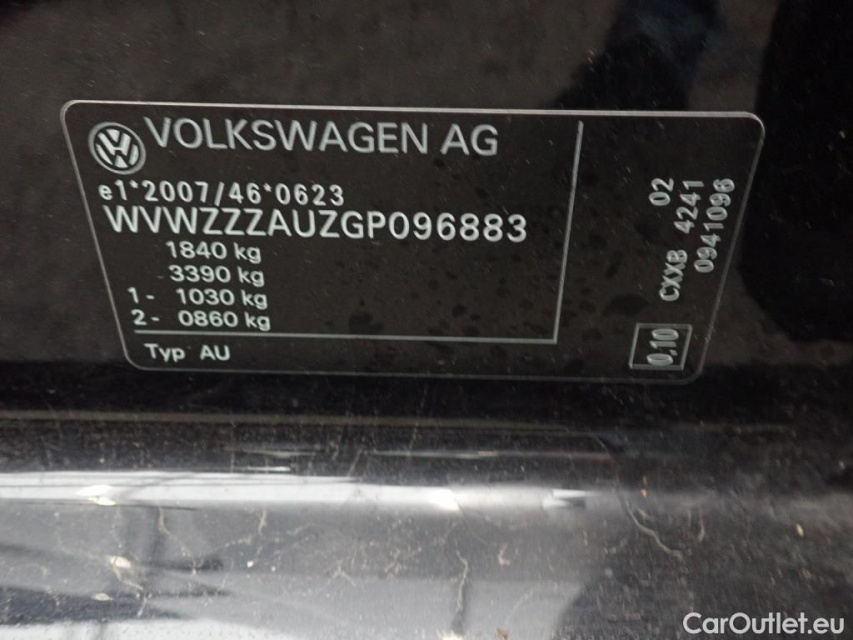 VOLKSWAGEN AG
e1*2007/46*0623
WVWZZZAUZGP096883
1840 kg
3390 kg
1- 1030 kg
2- 0860 kg
Typ AU
02
CXXB 4241
0941096
0,10
CarOutlet.eu